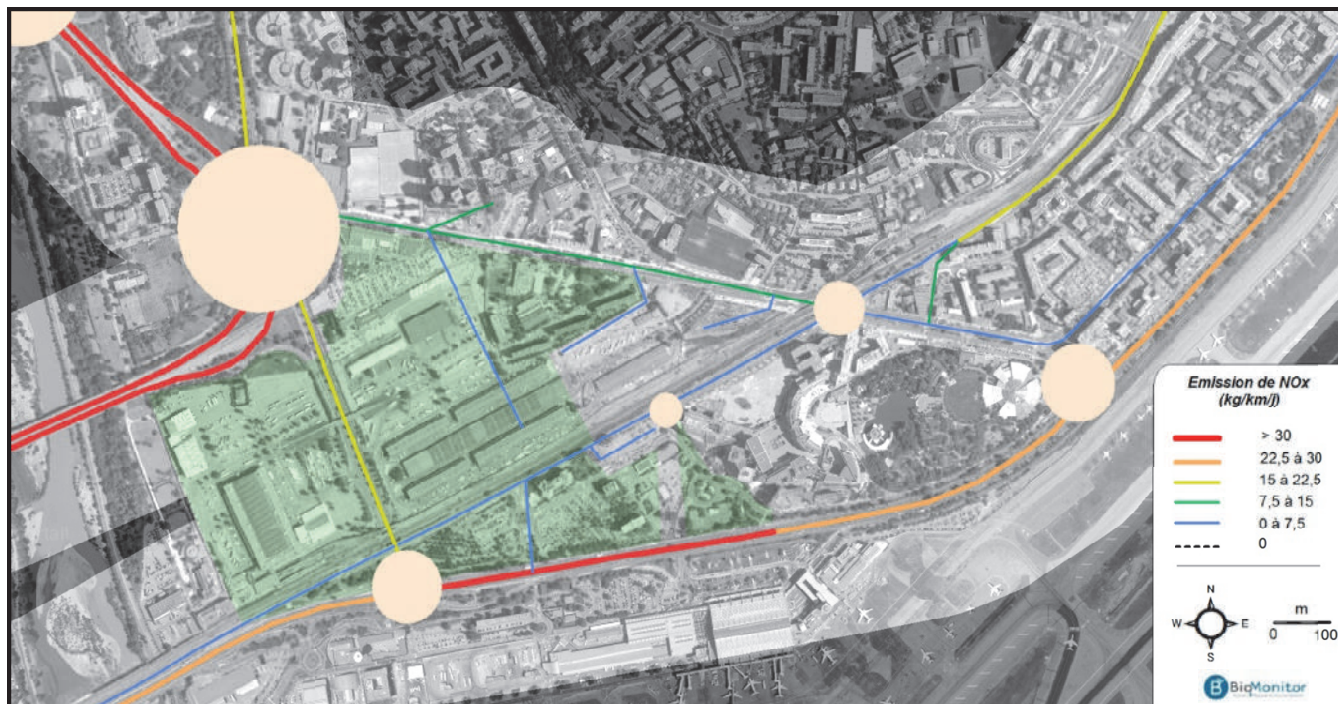 Emission de NOx
(kg/km/j)
> 30
22,5 à 30
15 à 22,5
7,5 à 15
0 à 7,5
0
N
W E
S
m
0 100
BiqMonitor